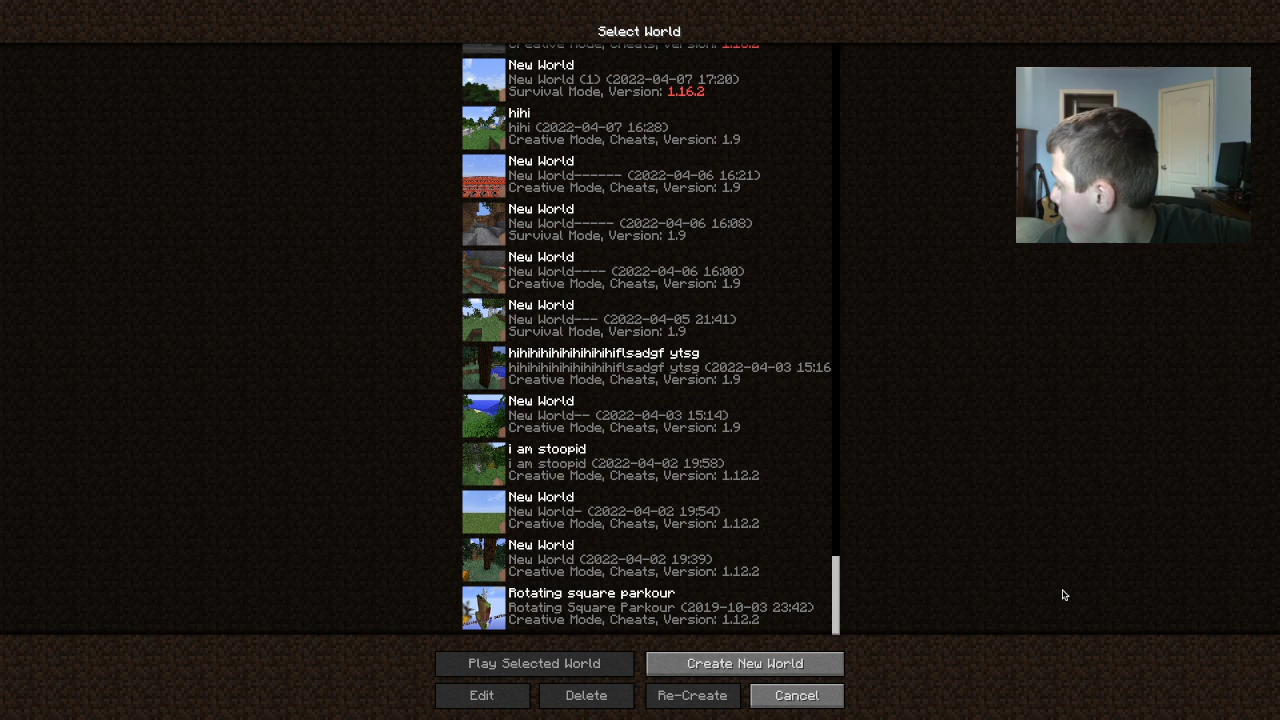 Select World
Creative Mode, Cheats, Version: 1.16.2
New World
New World (1) (2022-04-07 17:20)
Survival Mode, Version: 1.16.2
hihi
hihi (2022-04-07 16:28)
Creative Mode, Cheats, Version: 1.9
New World
New World------ (2022-04-06 16:21)
Creative Mode, Cheats, Version: 1.9
New World
New World----- (2022-04-06 16:08)
Survival Mode, Version: 1.9
New World
New World---- (2022-04-06 16:00)
Creative Mode, Cheats, Version: 1.9
New World
New World--- (2022-04-05 21:41)
Survival Mode, Version: 1.9
hihihihihihihihihihiflsadgf ytsg
hihihihihihihihihihiflsadgf ytsg (2022-04-03 15:16
Creative Mode, Cheats, Version: 1.9
New World
New World-- (2022-04-03 15:14)
Creative Mode, Cheats, Version: 1.9
i am stoopid
i am stoopid (2022-04-02 19:58)
Creative Mode, Cheats, Version: 1.12.2
New World
New World- (2022-04-02 19:54)
Creative Mode, Cheats, Version: 1.12.2
New World
New World (2022-04-02 19:39)
Creative Mode, Cheats, Version: 1.12.2
Rotating square parkour
Rotating Square Parkour (2019-10-03 23:42)
Creative Mode, Cheats, Version: 1.12.2
Play Selected World
Create New World
Edit
Delete
Re-Create
Cancel